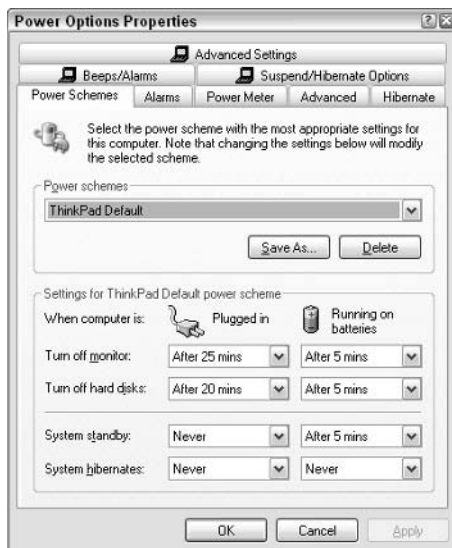 Power Options Properties
Advanced Settings
Beeps/Alarms Suspend/Hibernate Options
Power Schemes Alarms Power Meter Advanced Hibernate
Select the power scheme with the most appropriate settings for
this computer. Note that changing the settings below will modify
the selected scheme.
Power schemes
ThinkPad Default
Save As... Delete
Settings for ThinkPad Default power scheme
When computer is: Plugged in Running on
batteries
Turn off monitor: After 25 mins After 5 mins
Turn off hard disks: After 20 mins After 5 mins
System standby: Never After 5 mins
System hibernates: Never Never
OK Cancel Apply